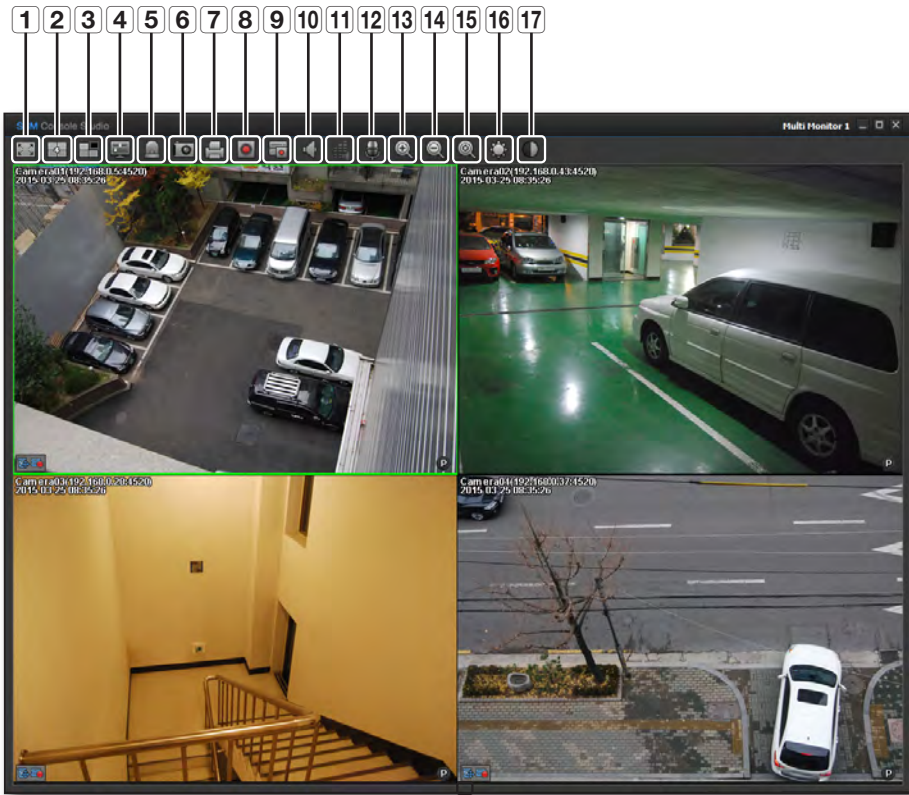 1 2 3 4 5 6 7 8 9 10 11 12 13 14 15 16 17
SSM Console Studio
Multi Monitor 1
Camera01(192.168.0.5:4520)
2015-03-25 08:35:26
Camera02(192.168.0.43:4520)
2015-03-25 08:35:26
P
P
Camera03(192.168.0.20:4520)
2015-03-25 08:35:26
Camera04(192.168.0.37:4520)
2015-03-25 08:35:26
P
P